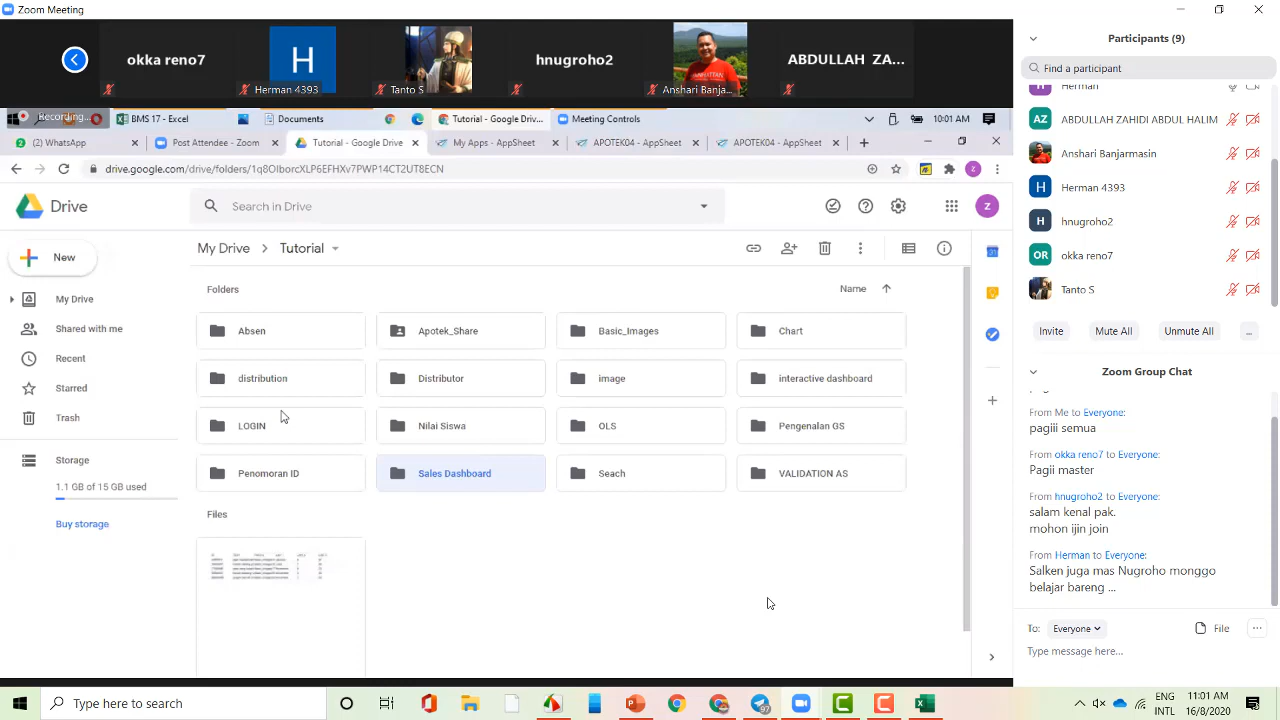 Zoom Meeting
okka reno7
H
Herman 4393
Tanto S
hnugroho2
Anshari Banja...
ABDULLAH ZA...
Recording...
BMS 17 - Excel
Documents
Tutorial - Google Driv...
Meeting Controls
10:01 AM
(2) WhatsApp
Post Attendee - Zoom
Tutorial - Google Drive
My Apps - AppSheet
APOTEK04 - AppSheet
APOTEK04 - AppSheet
Drive
Search in Drive
Z
New
My Drive
Tutorial
My Drive
Shared with me
Recent
Starred
Trash
Storage
1.1 GB of 15 GB used
Buy storage
Folders
Name
Absen
Apotek_Share
Basic_Images
Chart
distribution
Distributor
image
interactive dashboard
LOGIN
Nilai Siswa
OLS
Pengenalan GS
Penomoran ID
Sales Dashboard
Seach
VALIDATION AS
Files
Participants (9)
Find a participant
Herman
AZ ABDULLAH ZAHIDI ABDUL HALIM
Anshari Banjarmasin
H Herman 4393
H hnugroho2
OR okka reno7
Tanto S
Invite
Mute All
Unmute All
...
Zoom Group Chat
From Me to Everyone:
pagiii semua
From okka reno7 to Everyone:
Pagii master
From hnugroho2 to Everyone:
salam kenal pak.
mohon ijin join
From Herman to Everyone:
Salken juga mas Nugroho monggo
belajar bareng ...
To: Everyone
File
...
Type message here...
Type here to search
97
ENG
INTL
11:01 AM
16/8/2020